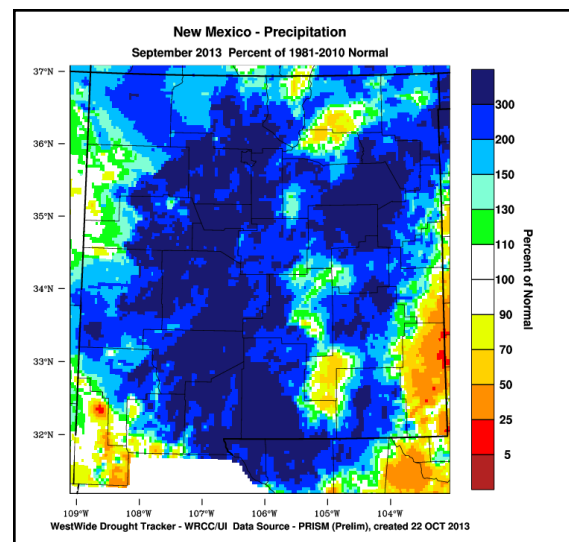 New Mexico - Precipitation
September 2013 Percent of 1981-2010 Normal
37°N
36°N
35°N
34°N
33°N
32°N
109°W 108°W 107°W 106°W 105°W 104°W
300
200
150
130
110
100
90
70
50
25
5
Percent of Normal
WestWide Drought Tracker - WRCC/UI Data Source - PRISM (Prelim), created 22 OCT 2013